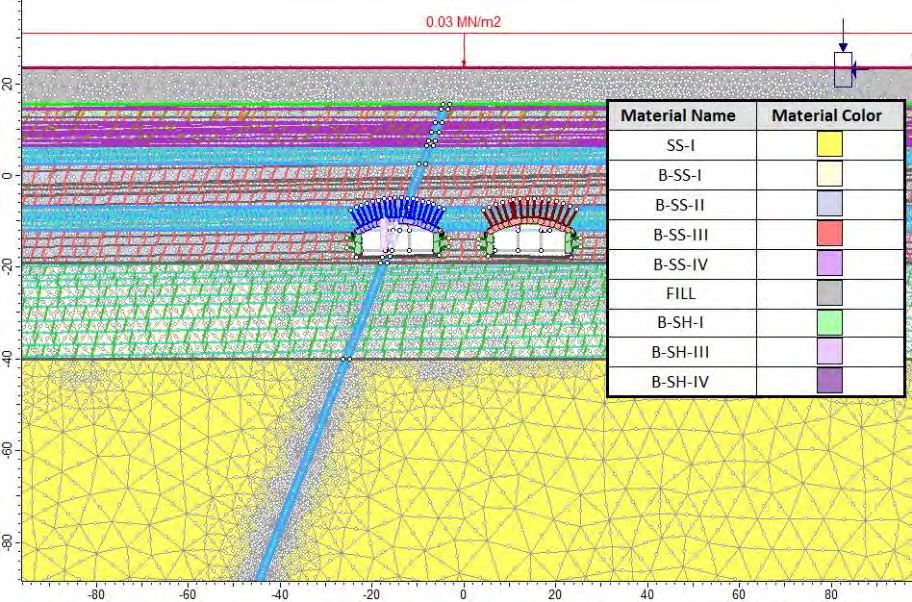 0.03 MN/m2
20
0
-20
-40
-60
-80
Material Name Material Color
SS-I
B-SS-I
B-SS-II
B-SS-III
B-SS-IV
FILL
B-SH-I
B-SH-III
B-SH-IV
-80 -60 -40 -20 0 20 40 60 80